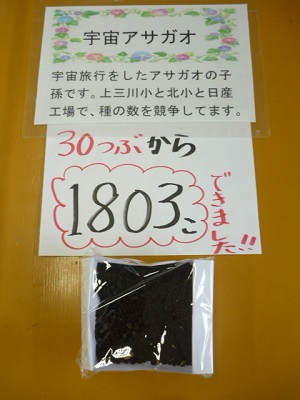 宇宙アサガオ
宇宙旅行をしたアサガオの子
孫です。上三川小と北小と日産
工場で、種の数を競争してます。
30つぶから
1803こ
できました!!